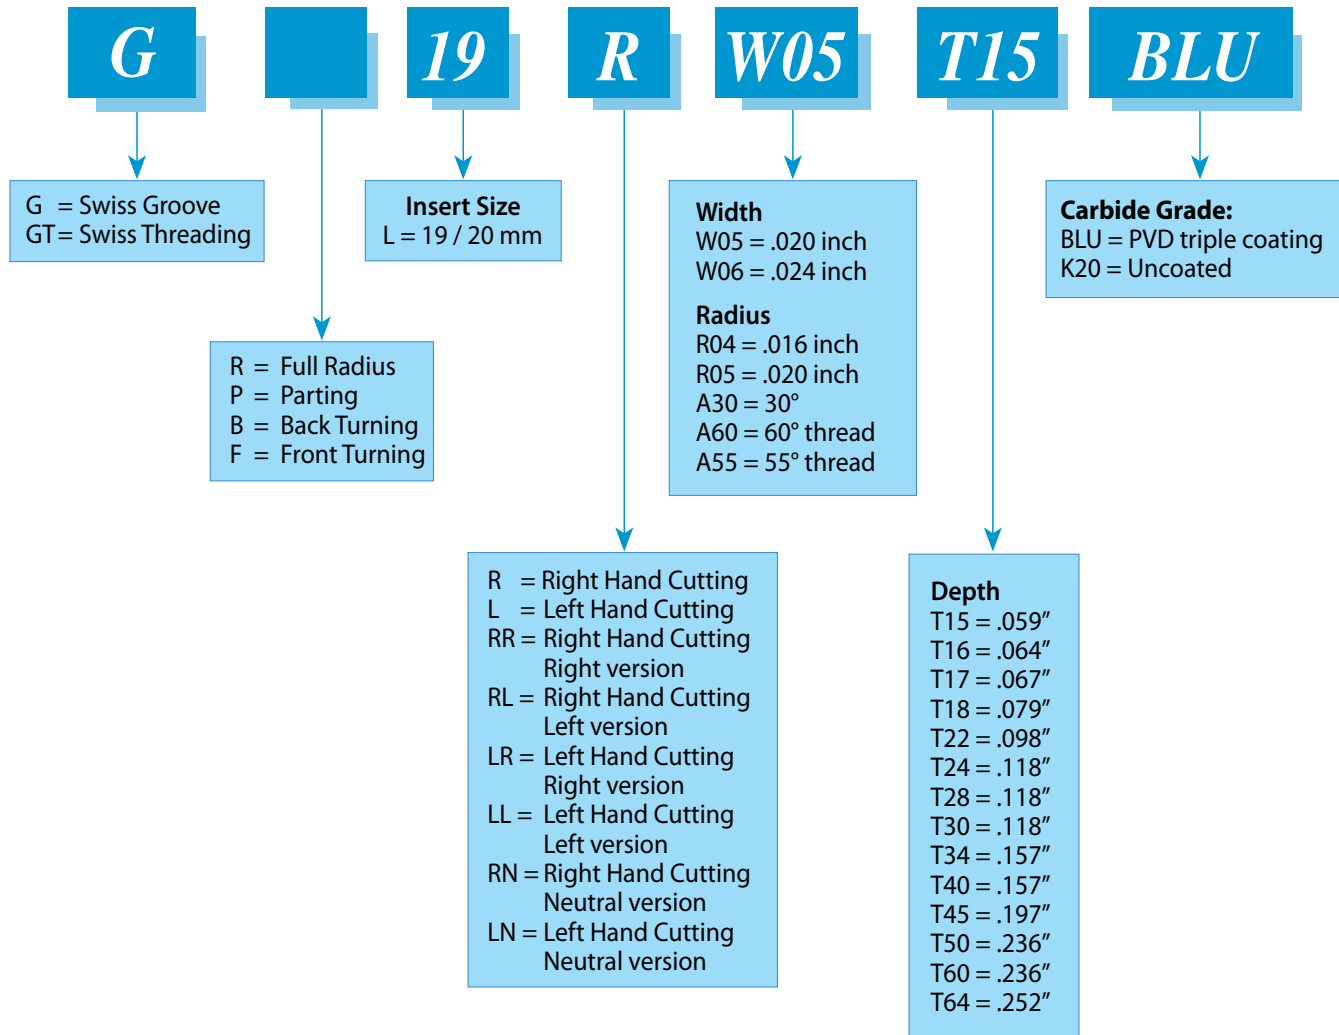 G 19 R W05 T15 BLU
G = Swiss Groove
GT= Swiss Threading
Insert Size
L = 19 / 20 mm
Width
W05 = .020 inch
W06 = .024 inch
Radius
R04 = .016 inch
R05 = .020 inch
A30 = 30°
A60 = 60° thread
A55 = 55° thread
Carbide Grade:
BLU = PVD triple coating
K20 = Uncoated
R = Full Radius
P = Parting
B = Back Turning
F = Front Turning
R = Right Hand Cutting
L = Left Hand Cutting
RR = Right Hand Cutting
Right version
RL = Right Hand Cutting
Left version
LR = Left Hand Cutting
Right version
LL = Left Hand Cutting
Left version
RN = Right Hand Cutting
Neutral version
LN = Left Hand Cutting
Neutral version
Depth
T15 = .059″
T16 = .064″
T17 = .067″
T18 = .079″
T22 = .098″
T24 = .118″
T28 = .118″
T30 = .118″
T34 = .157″
T40 = .157″
T45 = .197″
T50 = .236″
T60 = .236″
T64 = .252″